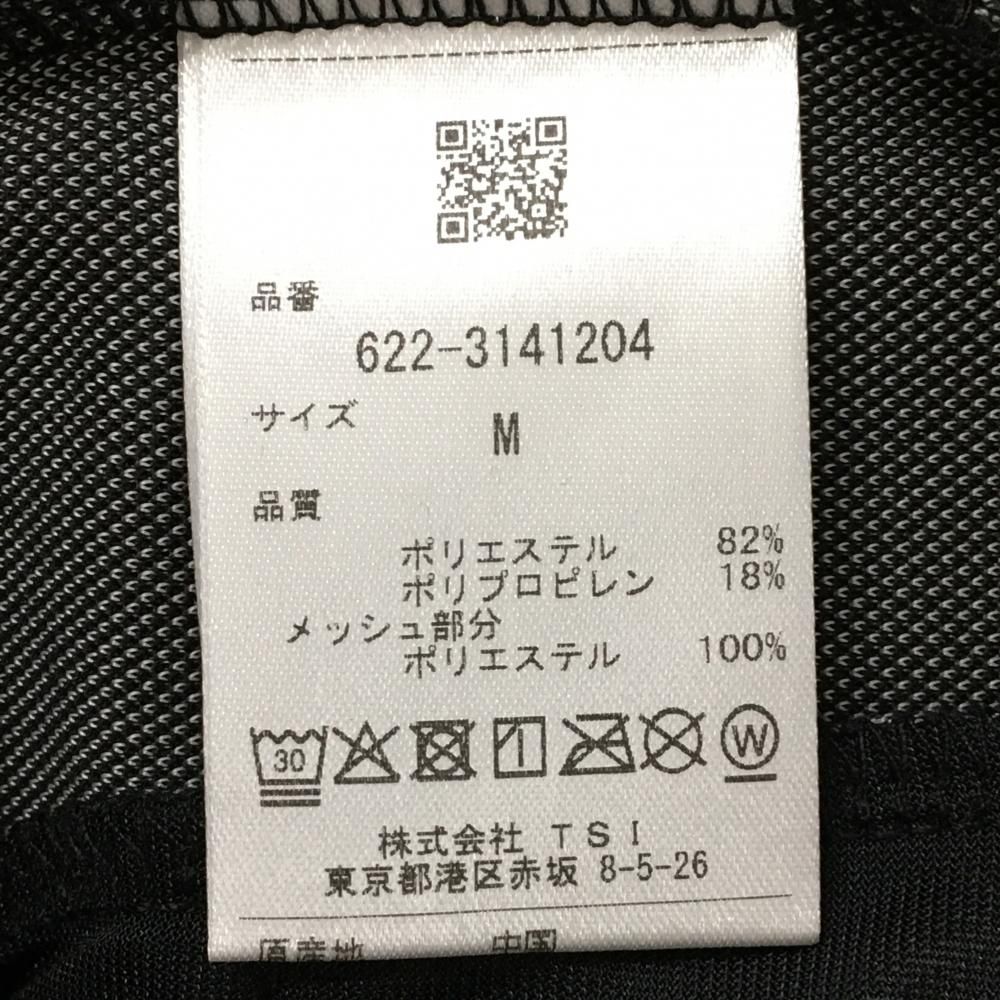 品番
622-3141204
サイズ M
品質
ポリエステル 82%
ポリプロピレン 18%
メッシュ部分
ポリエステル 100%
30 W
株式会社 TSI
東京都港区赤坂 8-5-26
原産地 中国